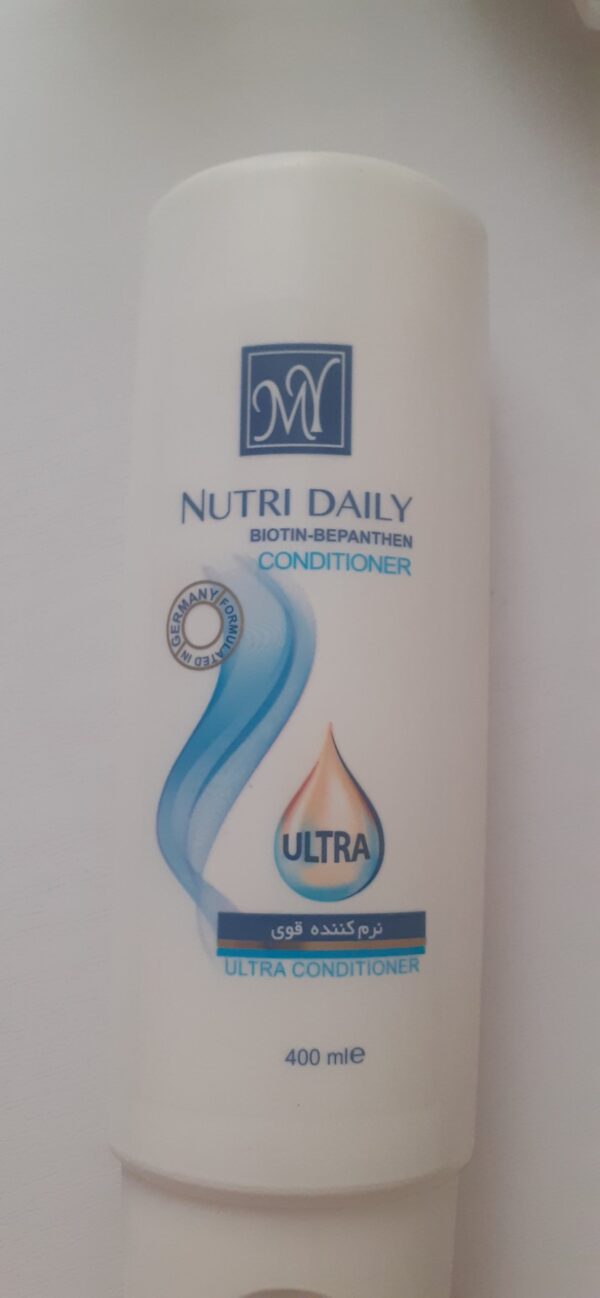 MY
NUTRI DAILY
BIOTIN-BEPANTHEN
CONDITIONER
FORMULATED IN GERMANY
ULTRA
نرم کننده قوی
ULTRA CONDITIONER
400 ml℮